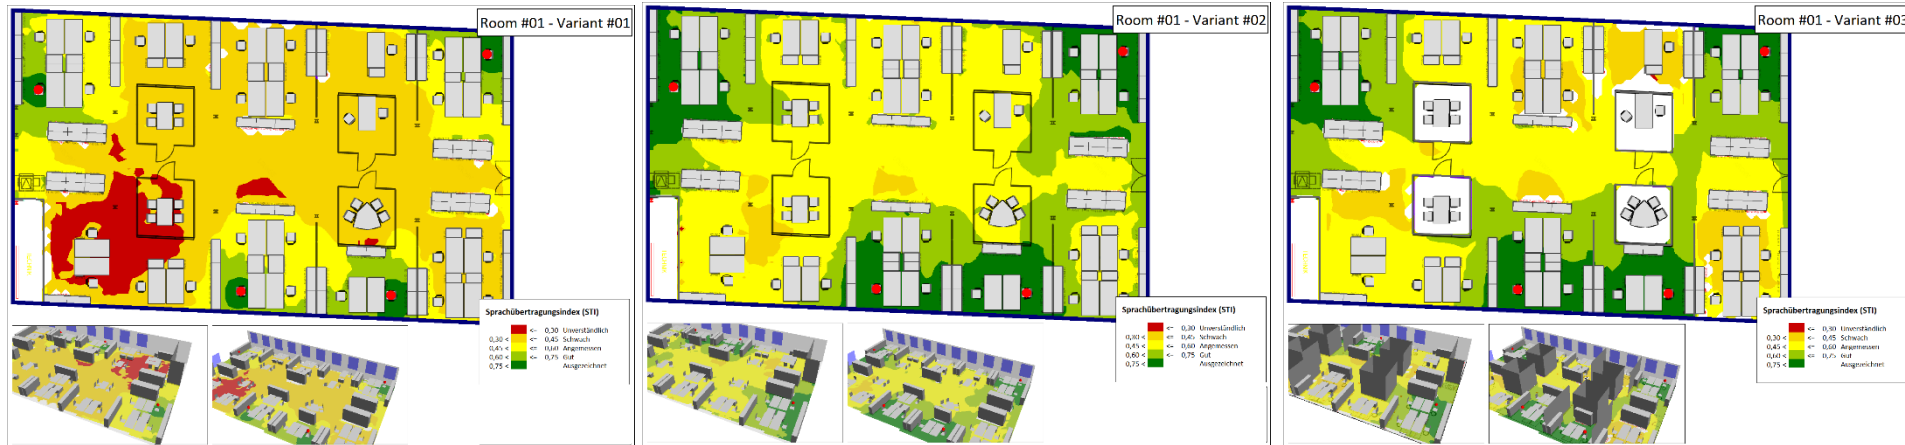 Room #01 - Variant #01
Sprachübertragungsindex (STI)
<= 0,30 Unverständlich
0,30 < <= 0,45 Schwach
0,45 < <= 0,60 Angemessen
0,60 < <= 0,75 Gut
0,75 < Ausgezeichnet
Room #01 - Variant #02
Sprachübertragungsindex (STI)
<= 0,30 Unverständlich
0,30 < <= 0,45 Schwach
0,45 < <= 0,60 Angemessen
0,60 < <= 0,75 Gut
0,75 < Ausgezeichnet
Room #01 - Variant #03
Sprachübertragungsindex (STI)
<= 0,30 Unverständlich
0,30 < <= 0,45 Schwach
0,45 < <= 0,60 Angemessen
0,60 < <= 0,75 Gut
0,75 < Ausgezeichnet